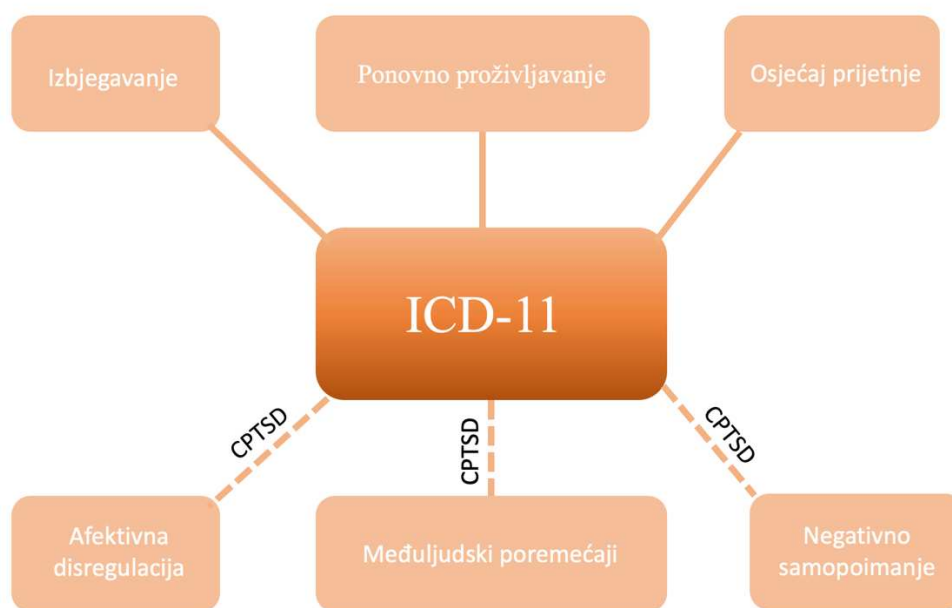 Izbjegavanje
Ponovno proživljavanje
Osjećaj prijetnje
ICD-11
CPTSD
CPTSD
CPTSD
Afektivna
disregulacija
Međuljudski poremećaji
Negativno
samopoimanje